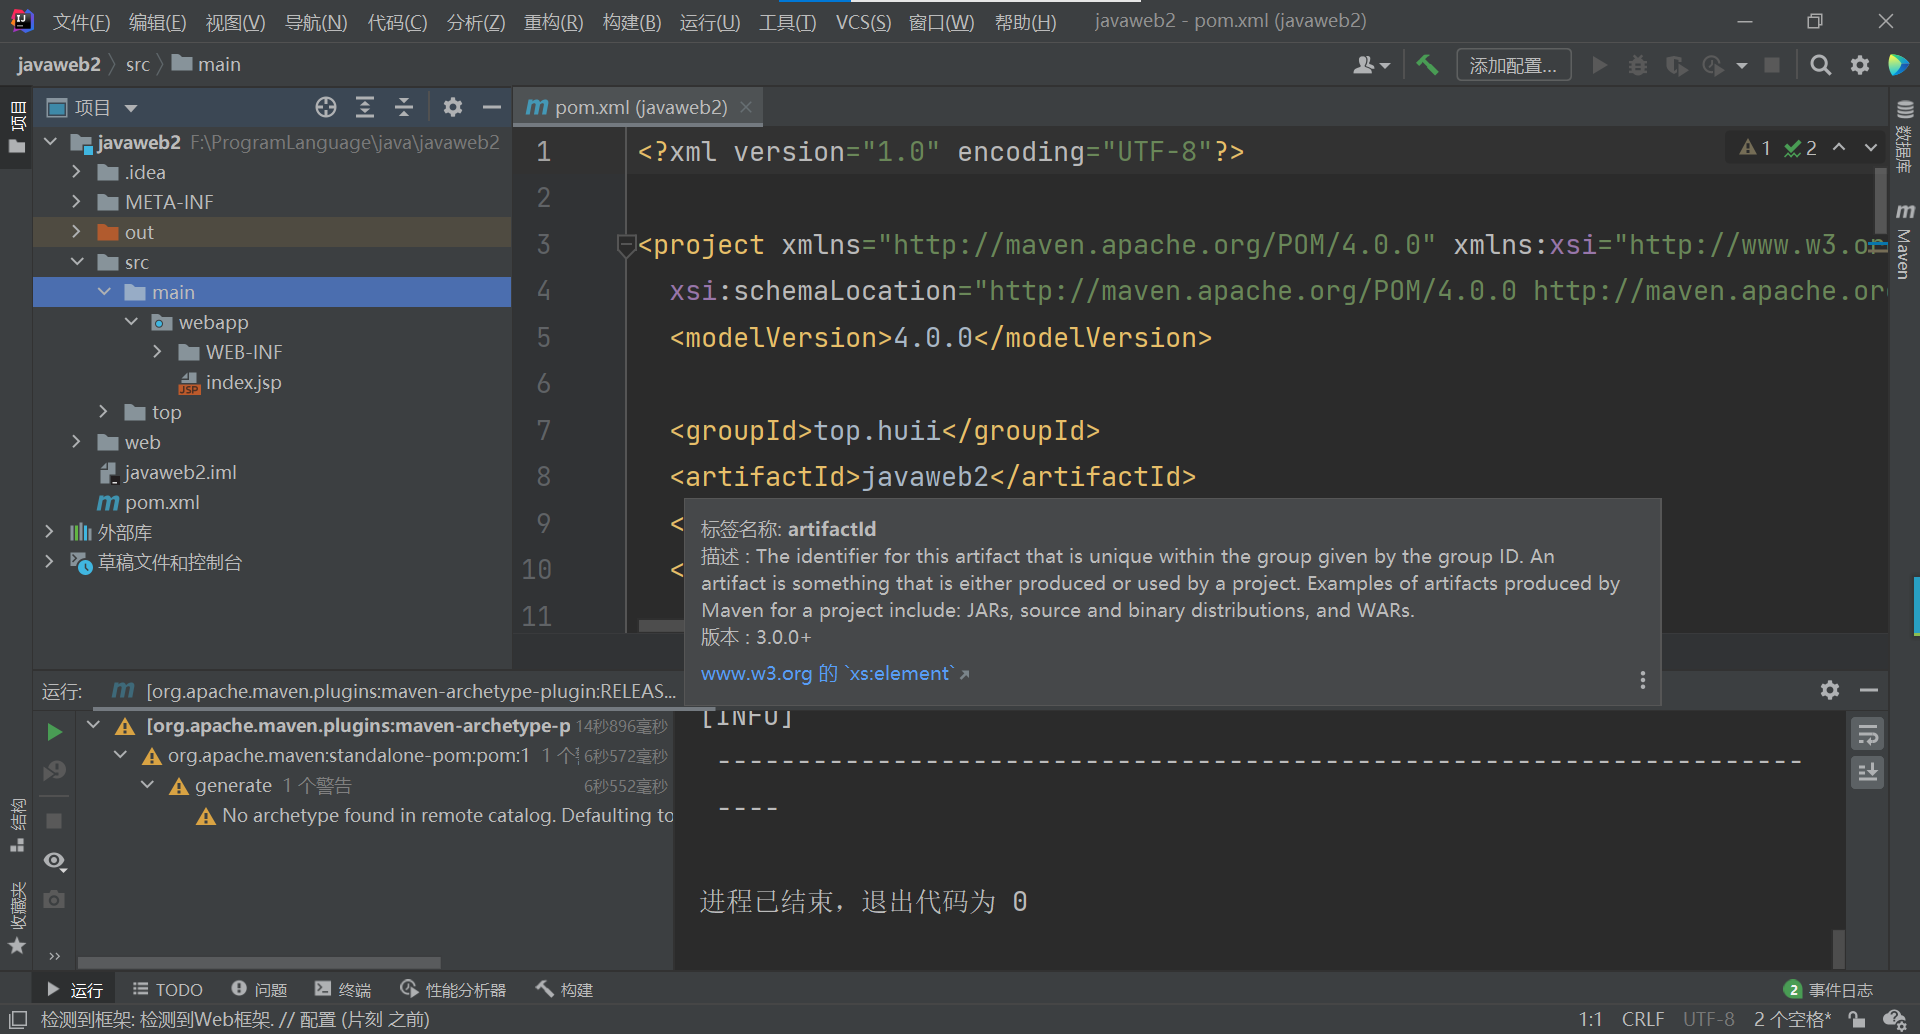 文件(F) 编辑(E) 视图(V) 导航(N) 代码(C) 分析(Z) 重构(R) 构建(B) 运行(U) 工具(T) VCS(S) 窗口(W) 帮助(H) javaweb2 - pom.xml (javaweb2)
javaweb2 src main 添加配置...
项目
项目
pom.xml (javaweb2)
javaweb2 F:\ProgramLanguage\java\javaweb2
.idea
META-INF
out
src
main
webapp
WEB-INF
index.jsp
top
web
javaweb2.iml
pom.xml
外部库
草稿文件和控制台
1 <?xml version="1.0" encoding="UTF-8"?>
1 2
2
3 <project xmlns="http://maven.apache.org/POM/4.0.0" xmlns:xsi="http://www.w3.or
4 xsi:schemaLocation="http://maven.apache.org/POM/4.0.0 http://maven.apache.or
5 <modelVersion>4.0.0</modelVersion>
6
7 <groupId>top.huii</groupId>
8 <artifactId>javaweb2</artifactId>
9 <
10 <
11
标签名称: artifactId
描述 : The identifier for this artifact that is unique within the group given by the group ID. An
artifact is something that is either produced or used by a project. Examples of artifacts produced by
Maven for a project include: JARs, source and binary distributions, and WARs.
版本 : 3.0.0+
www.w3.org 的 `xs:element`
数据库
Maven
运行: [org.apache.maven.plugins:maven-archetype-plugin:RELEAS...
[org.apache.maven.plugins:maven-archetype-p 14秒896毫秒
org.apache.maven:standalone-pom:pom:1 1 个 6秒572毫秒
generate 1 个警告 6秒552毫秒
No archetype found in remote catalog. Defaulting to
[INFO]
--------------------------------------------------------------------
----
进程已结束，退出代码为 0
结构
收藏夹
运行 TODO 问题 终端 性能分析器 构建 2 事件日志
检测到框架: 检测到Web框架. // 配置 (片刻 之前) 1:1 CRLF UTF-8 2 个空格*